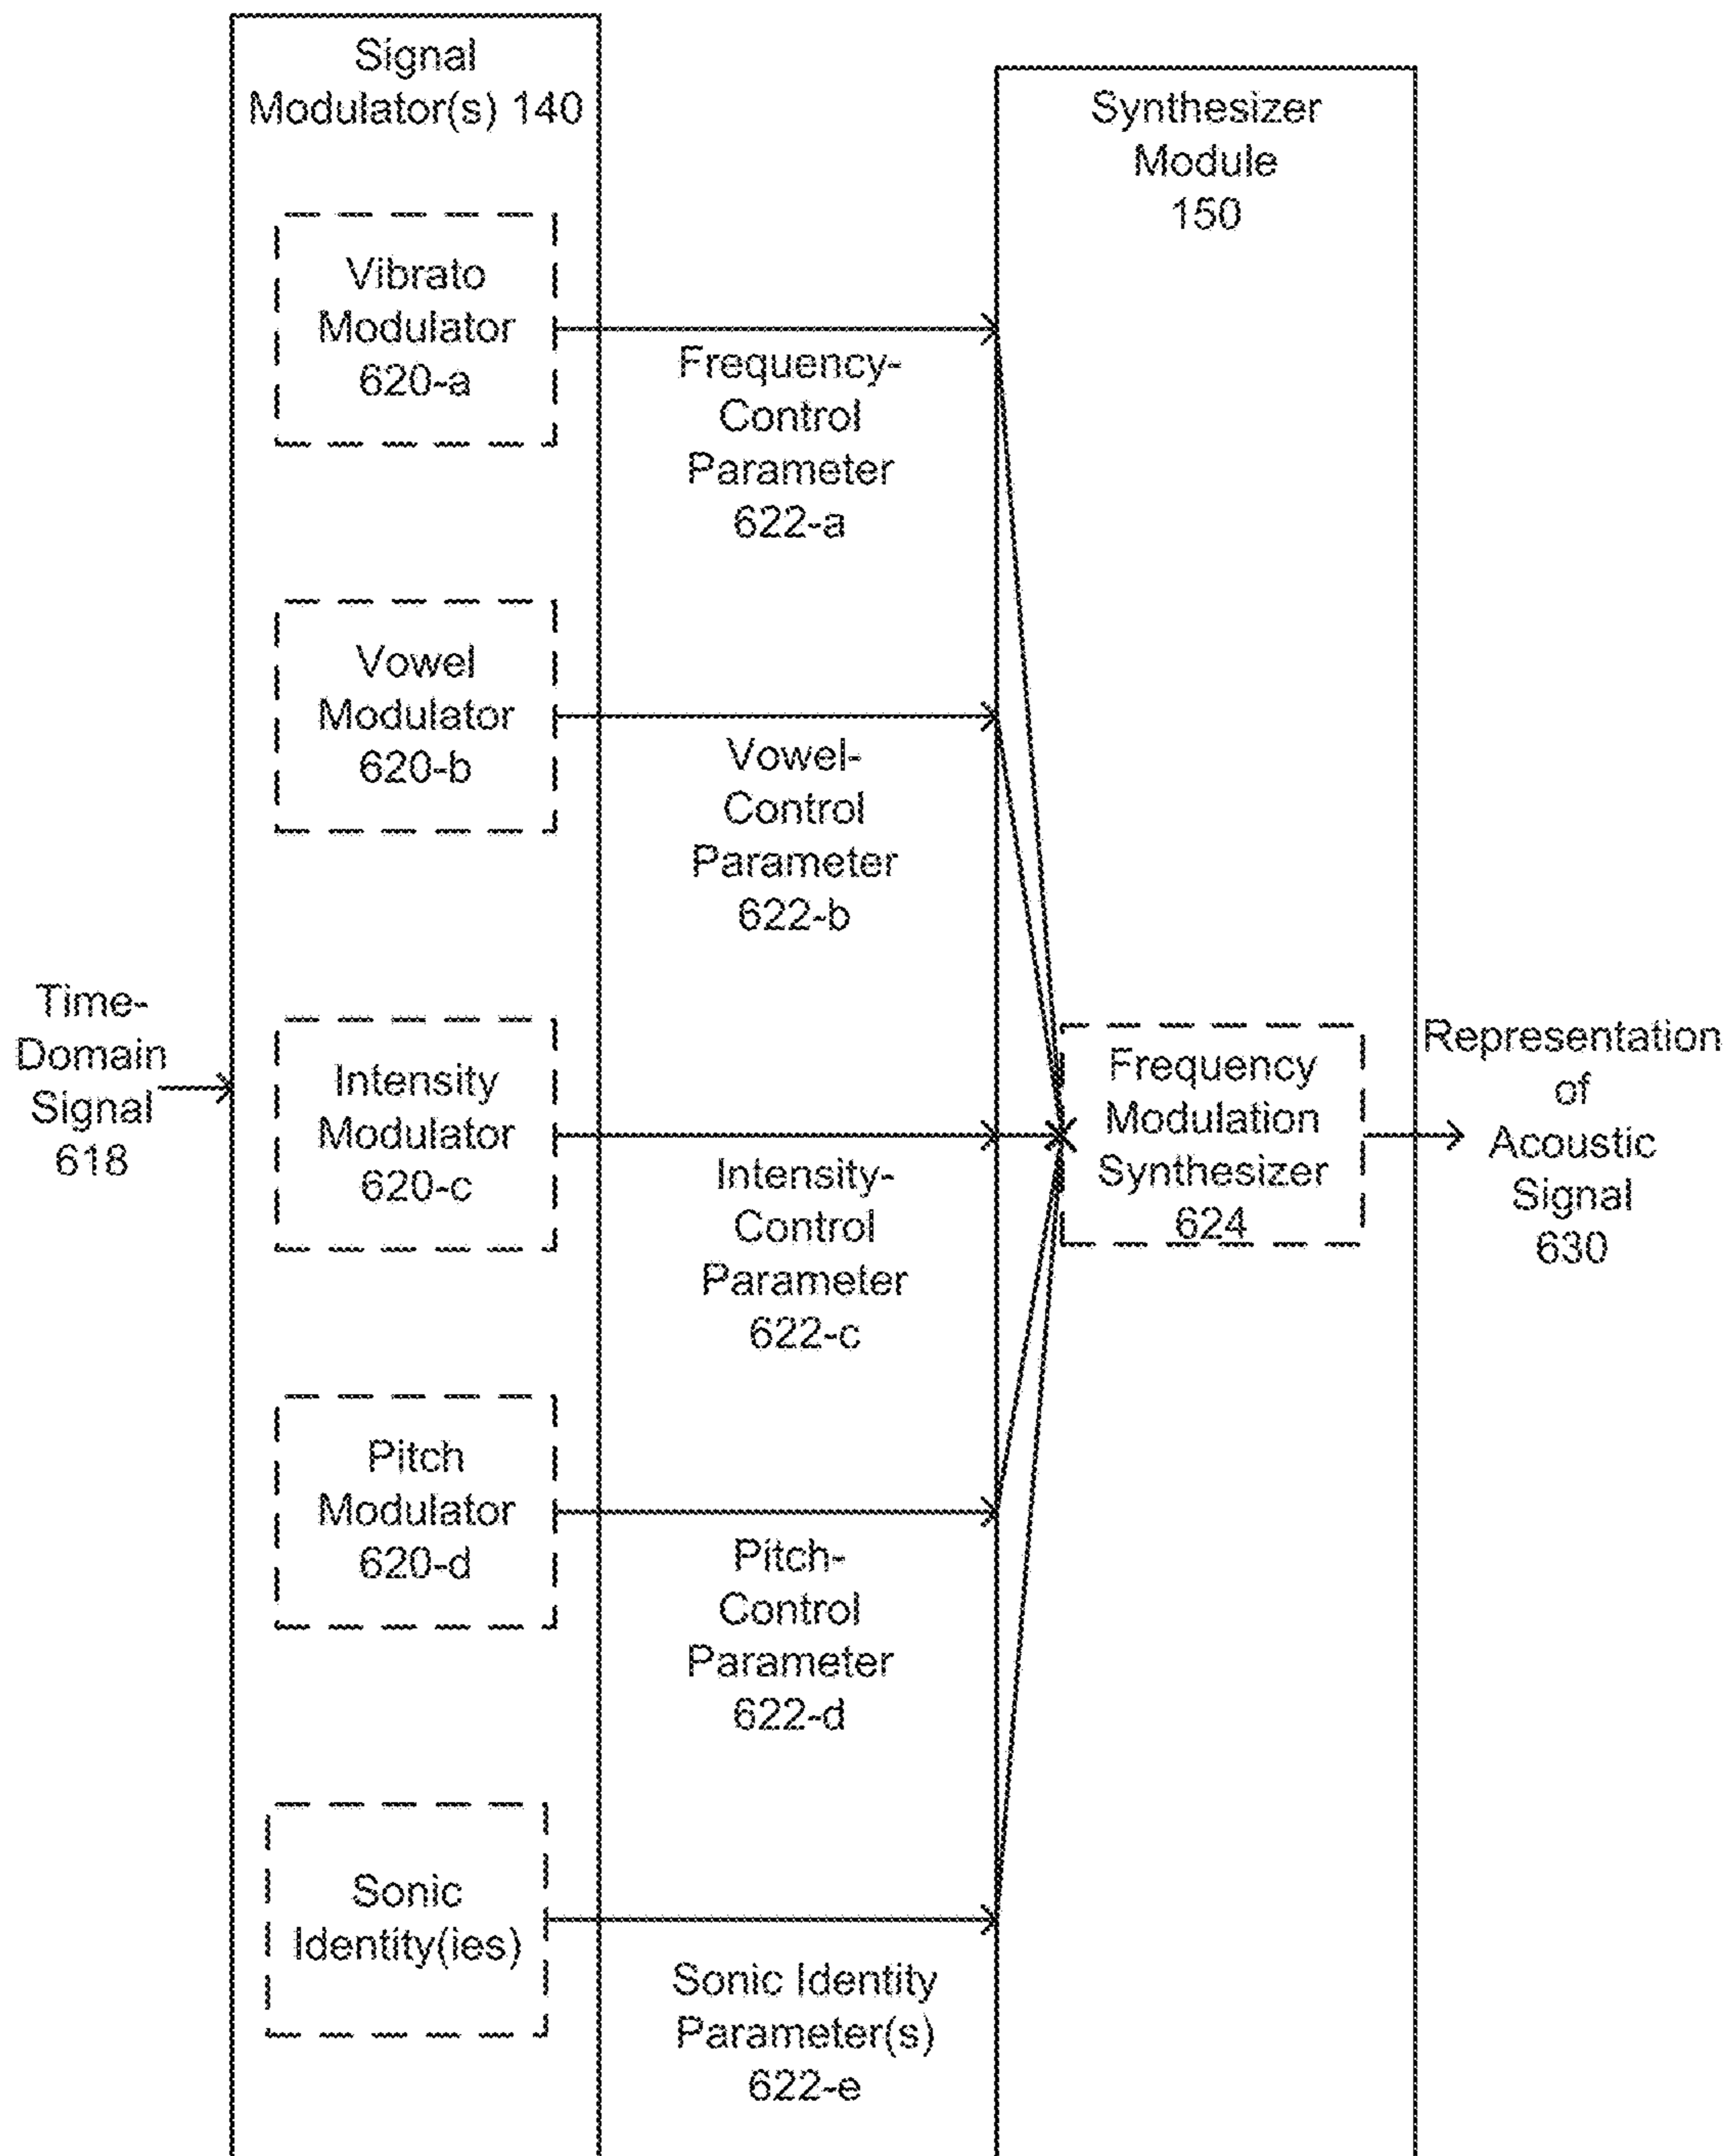 Signal
Modulator(s) 140
Synthesizer
Module
150
Vibrato
Modulator
620-a
Frequency-
Control
Parameter
622-a
Vowel
Modulator
620-b
Vowel-
Control
Parameter
622-b
Time-
Domain
Signal
618
Intensity
Modulator
620-c
Intensity-
Control
Parameter
622-c
Frequency
Modulation
Synthesizer
624
Representation
of
Acoustic
Signal
630
Pitch
Modulator
620-d
Pitch-
Control
Parameter
622-d
Sonic
Identity(ies)
Sonic Identity
Parameter(s)
622-e